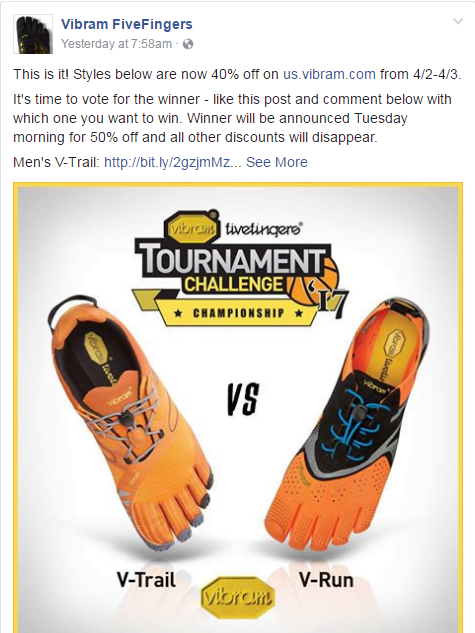 Vibram FiveFingers
Yesterday at 7:58am ·
This is it! Styles below are now 40% off on us.vibram.com from 4/2-4/3.
It's time to vote for the winner - like this post and comment below with
which one you want to win. Winner will be announced Tuesday
morning for 50% off and all other discounts will disappear.
Men's V-Trail: http://bit.ly/2gzjmMz... See More
vibram fivefingers®
TOURNAMENT
CHALLENGE '17
★ CHAMPIONSHIP ★
vibram
vibram
VS
V-Trail
V-Run
vibram